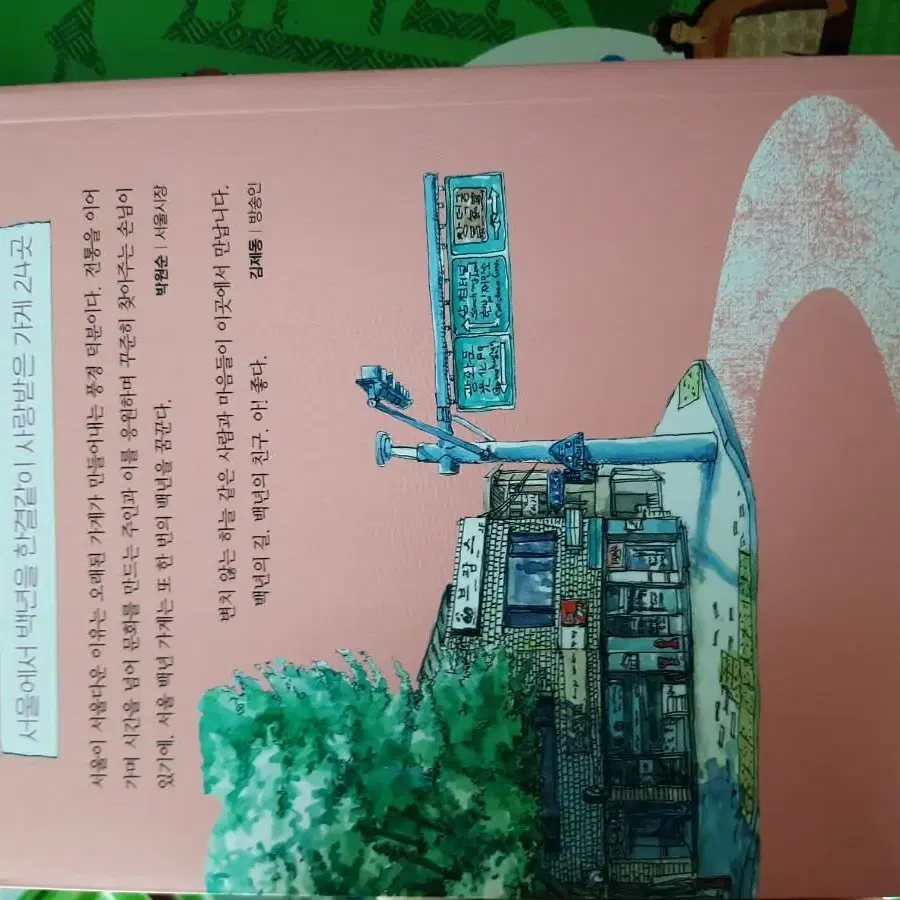 서울에서 백년을 한결같이 사랑받은 가게 24곳
서울이 서울다운 이유는 오래된 가게가 만들어내는 풍경 덕분이다. 전통을 이어
가며 시간을 넘어 문화를 만드는 주인과 이를 응원하며 꾸준히 찾아주는 손님이
있기에, 서울 백년 가게는 또 한 번의 백년을 꿈꾼다.
박원순 | 서울시장
변치 않는 하늘 같은 사람과 마음들이 이곳에서 만납니다.
백년의 길. 백년의 친구. 아! 좋다.
김제동 | 방송인
광화문
브람스